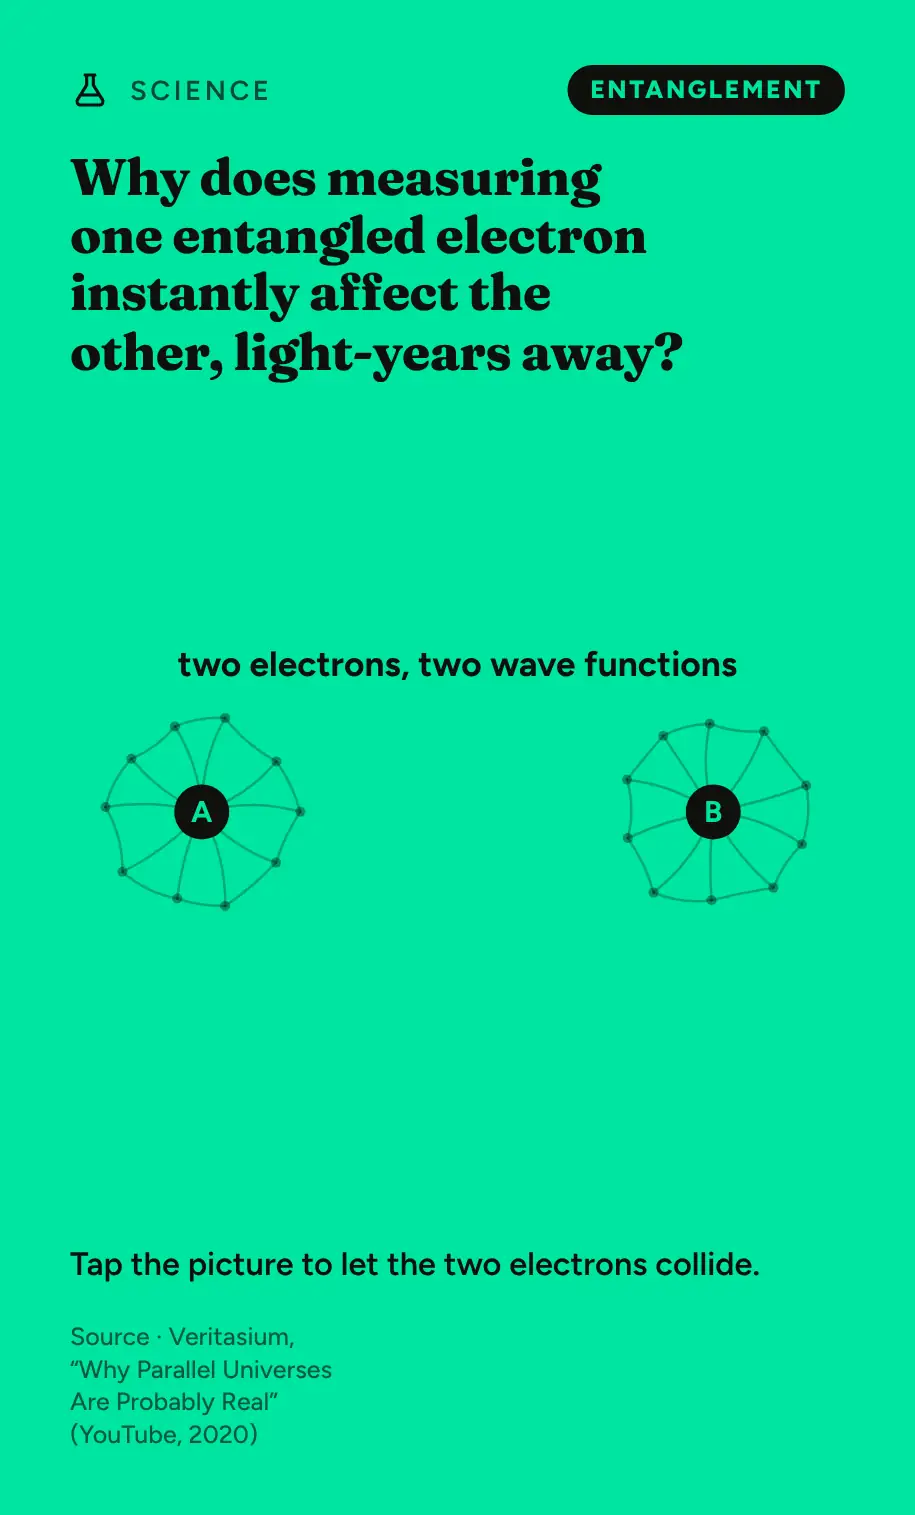 SCIENCE
ENTANGLEMENT
Why does measuring
one entangled electron
instantly affect the
other, light-years away?
two electrons, two wave functions
A
B
Tap the picture to let the two electrons collide.
Source · Veritasium,
“Why Parallel Universes
Are Probably Real”
(YouTube, 2020)